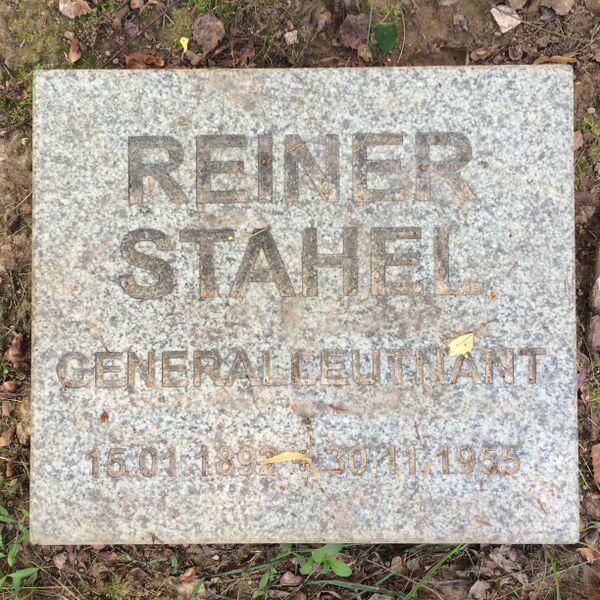 REINER
STAHEL
GENERALLEUTNANT
15.01.1892 + 30.11.1955